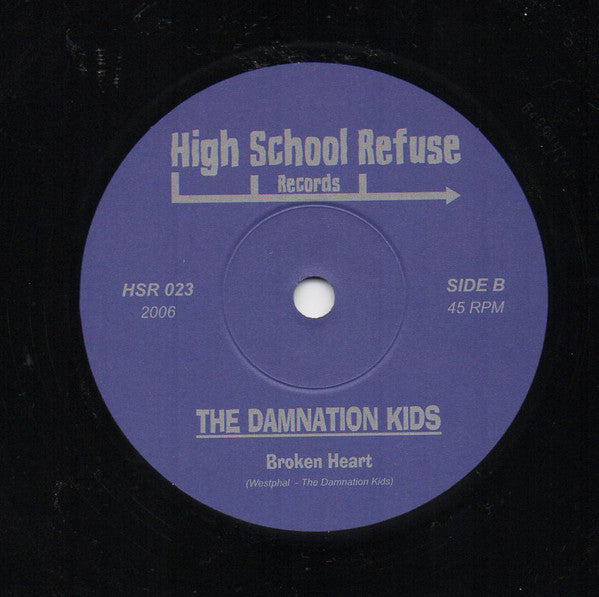 High School Refuse
Records
HSR 023
2006
SIDE B
45 RPM
THE DAMNATION KIDS
Broken Heart
(Westphal - The Damnation Kids)